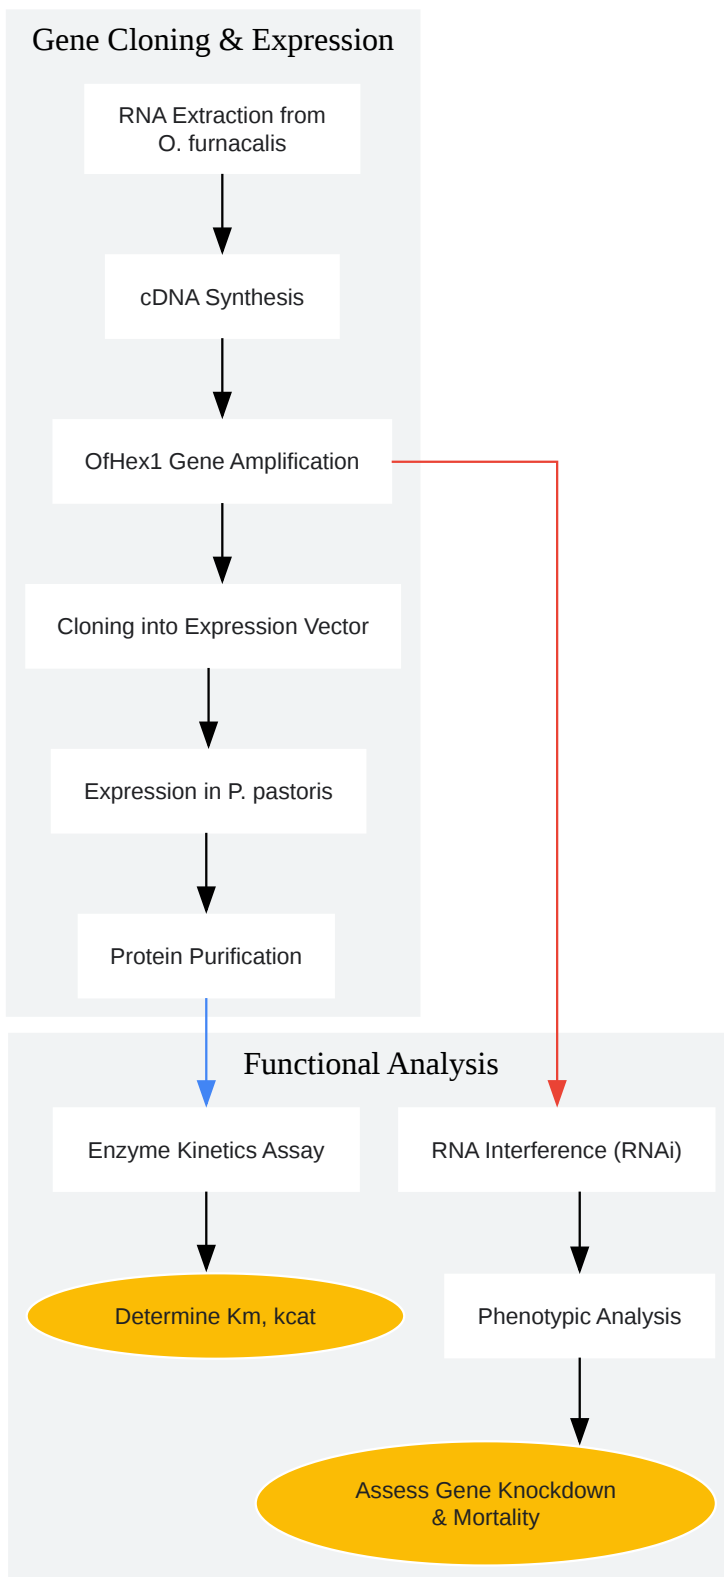 Gene Cloning & Expression
RNA Extraction from
O. furnacalis
cDNA Synthesis
OfHex1 Gene Amplification
Cloning into Expression Vector
Expression in P. pastoris
Protein Purification
Functional Analysis
Enzyme Kinetics Assay
RNA Interference (RNAi)
Determine Km, kcat
Phenotypic Analysis
Assess Gene Knockdown
& Mortality